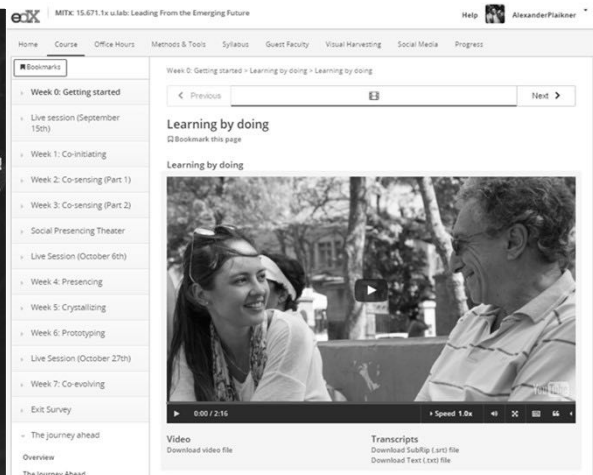 edX
MITx: 15.671.1x u.lab: Leading From the Emerging Future
Help
AlexanderPlaikner
Home Course Office Hours Methods & Tools Syllabus Guest Faculty Visual Harvesting Social Media Progress
Bookmarks
Week 0: Getting started
Live session (September
15th)
Week 1: Co-initiating
Week 2: Co-sensing (Part 1)
Week 3: Co-sensing (Part 2)
Social Presencing Theater
Live Session (October 6th)
Week 4: Presencing
Week 5: Crystallizing
Week 6: Prototyping
Live Session (October 27th)
Week 7: Co-evolving
Exit Survey
The journey ahead
Overview
The Journey Ahead
Week 0: Getting started > Learning by doing > Learning by doing
Previous
Next
Learning by doing
Bookmark this page
Learning by doing
YouTube
0:00 / 2:16
Speed 1.0x
Video
Download video file
Transcripts
Download SubRip (.srt) file
Download Text (.txt) file